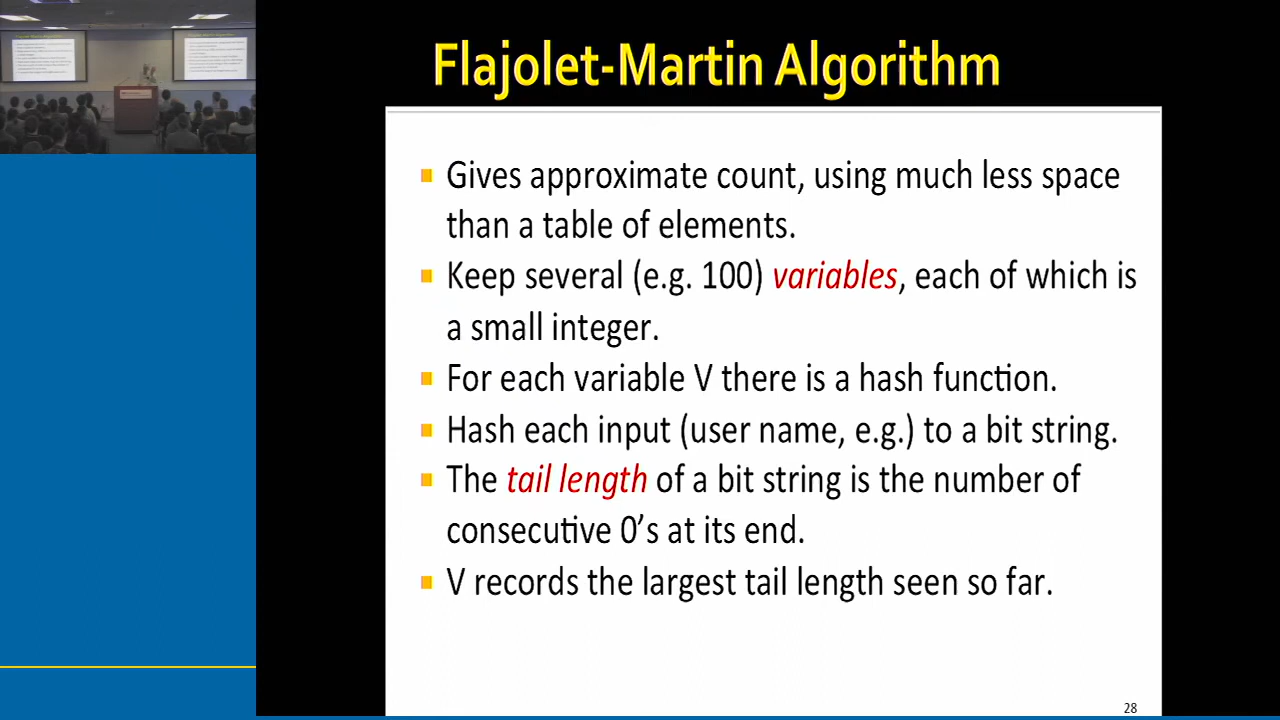 Flajolet-Martin Algorithm
Gives approximate count, using much less space
than a table of elements.
Keep several (e.g. 100) variables, each of which is
a small integer.
For each variable V there is a hash function.
Hash each input (user name, e.g.) to a bit string.
The tail length of a bit string is the number of
consecutive 0’s at its end.
V records the largest tail length seen so far.
28